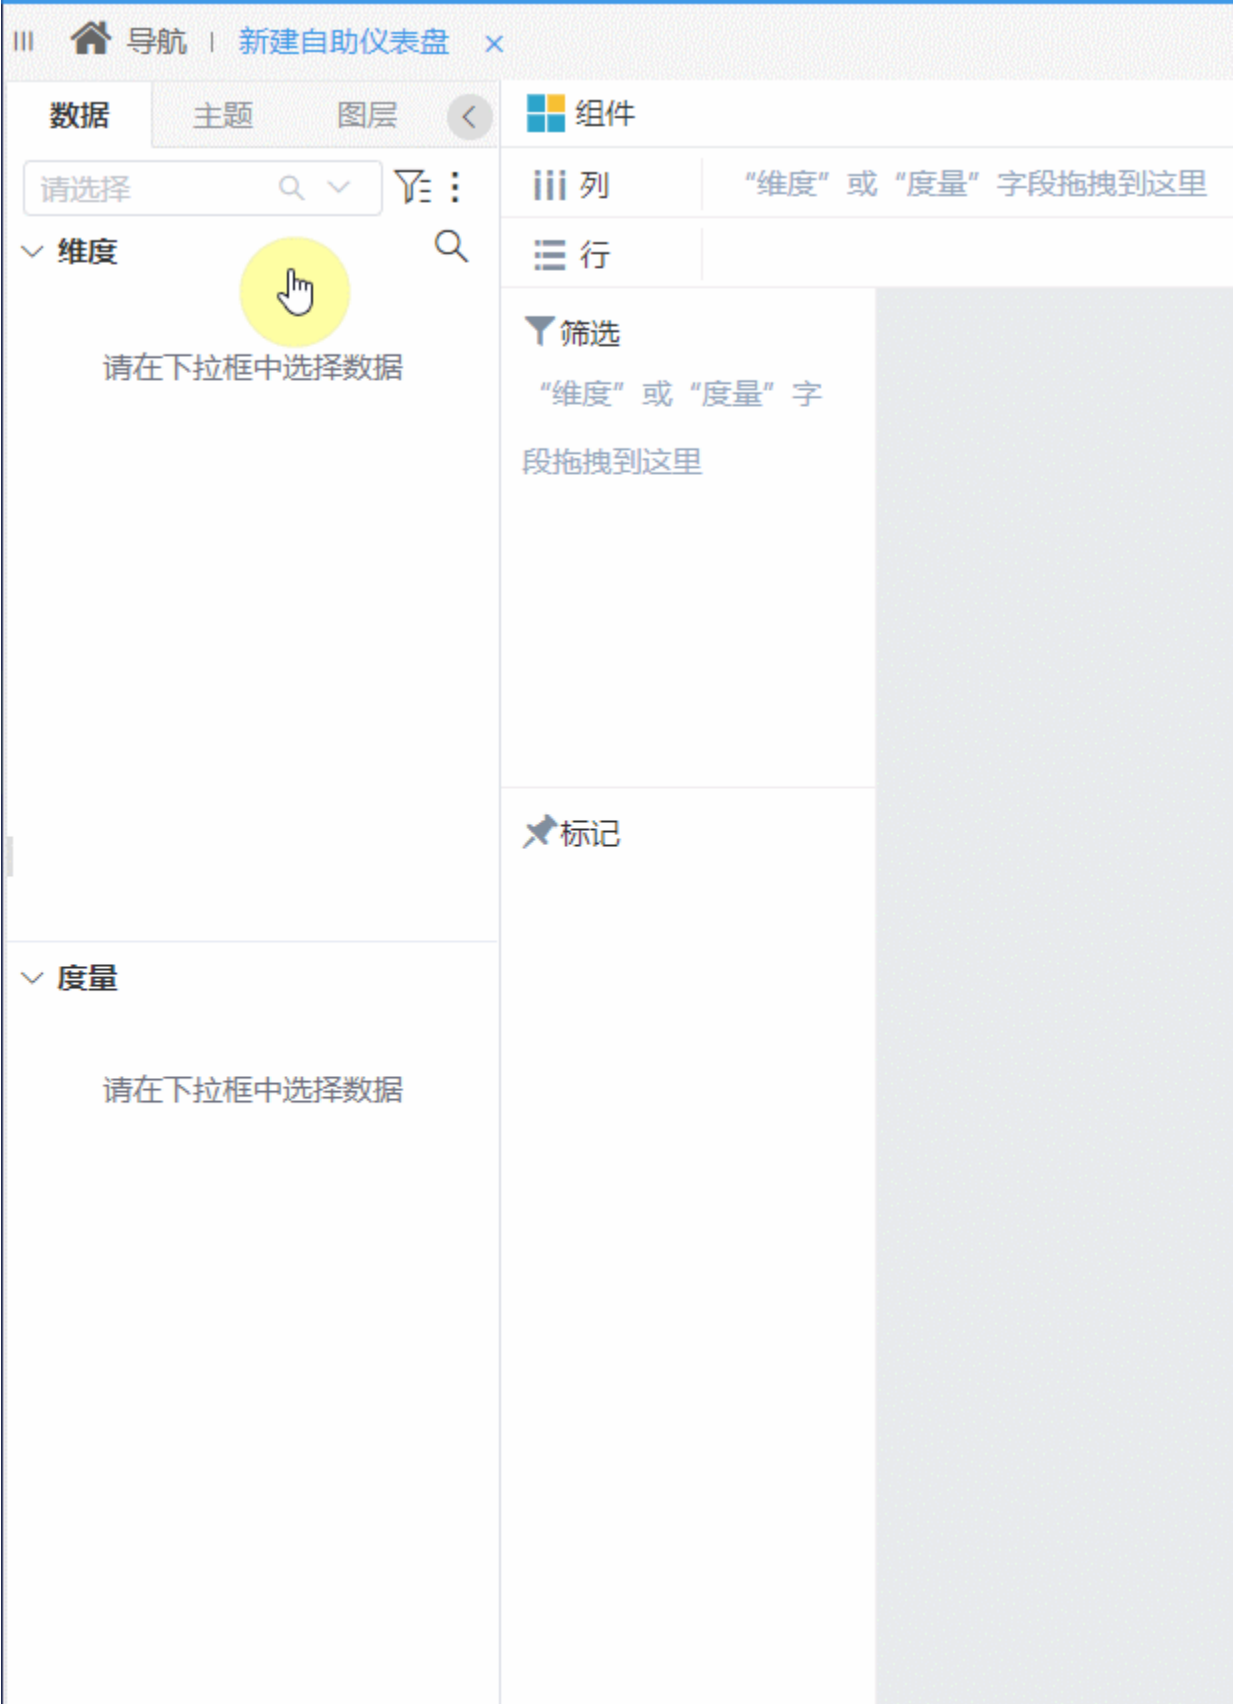 导航 | 新建自助仪表盘 ×
数据 主题 图层
组件
请选择
列 “维度”或“度量”字段拖拽到这里
维度
行
筛选
请在下拉框中选择数据
“维度”或“度量”字
段拖拽到这里
标记
度量
请在下拉框中选择数据